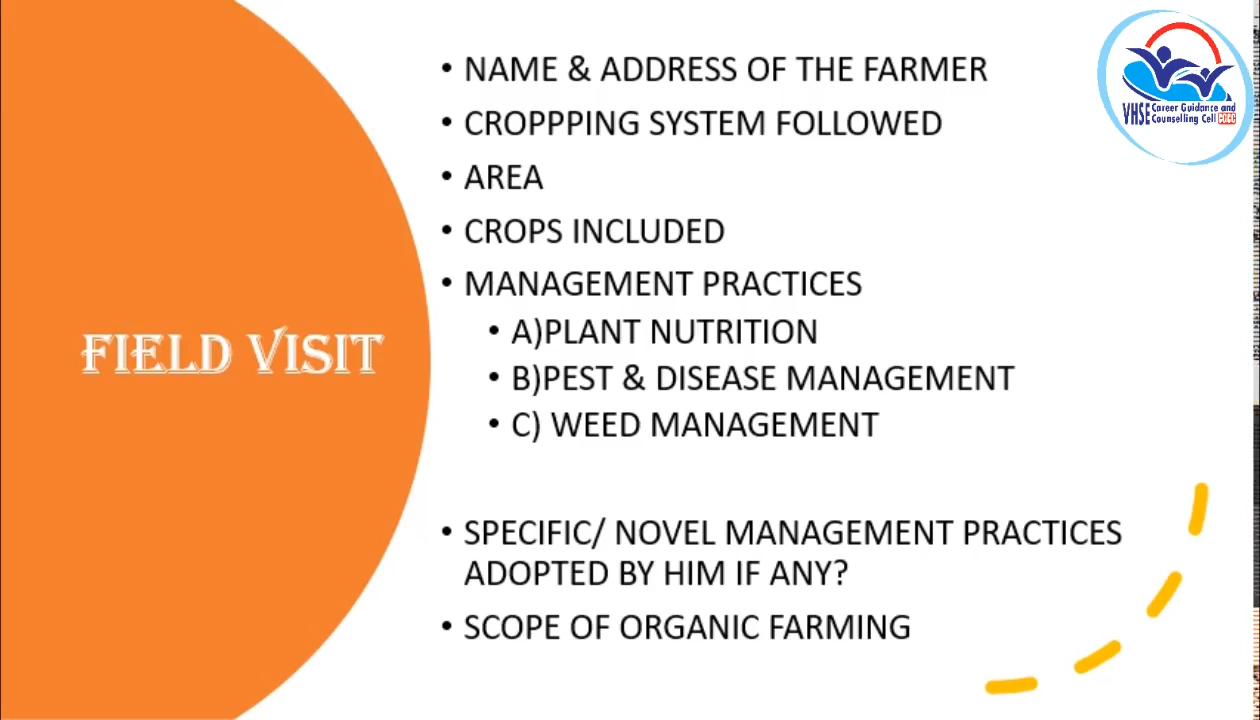 • NAME & ADDRESS OF THE FARMER
• CROPPPING SYSTEM FOLLOWED
• AREA
• CROPS INCLUDED
• MANAGEMENT PRACTICES
• A)PLANT NUTRITION
• B)PEST & DISEASE MANAGEMENT
• C) WEED MANAGEMENT
• SPECIFIC/ NOVEL MANAGEMENT PRACTICES
ADOPTED BY HIM IF ANY?
• SCOPE OF ORGANIC FARMING
FIELD VISIT
VHSE Career Guidance and
Counselling Cell CGCC